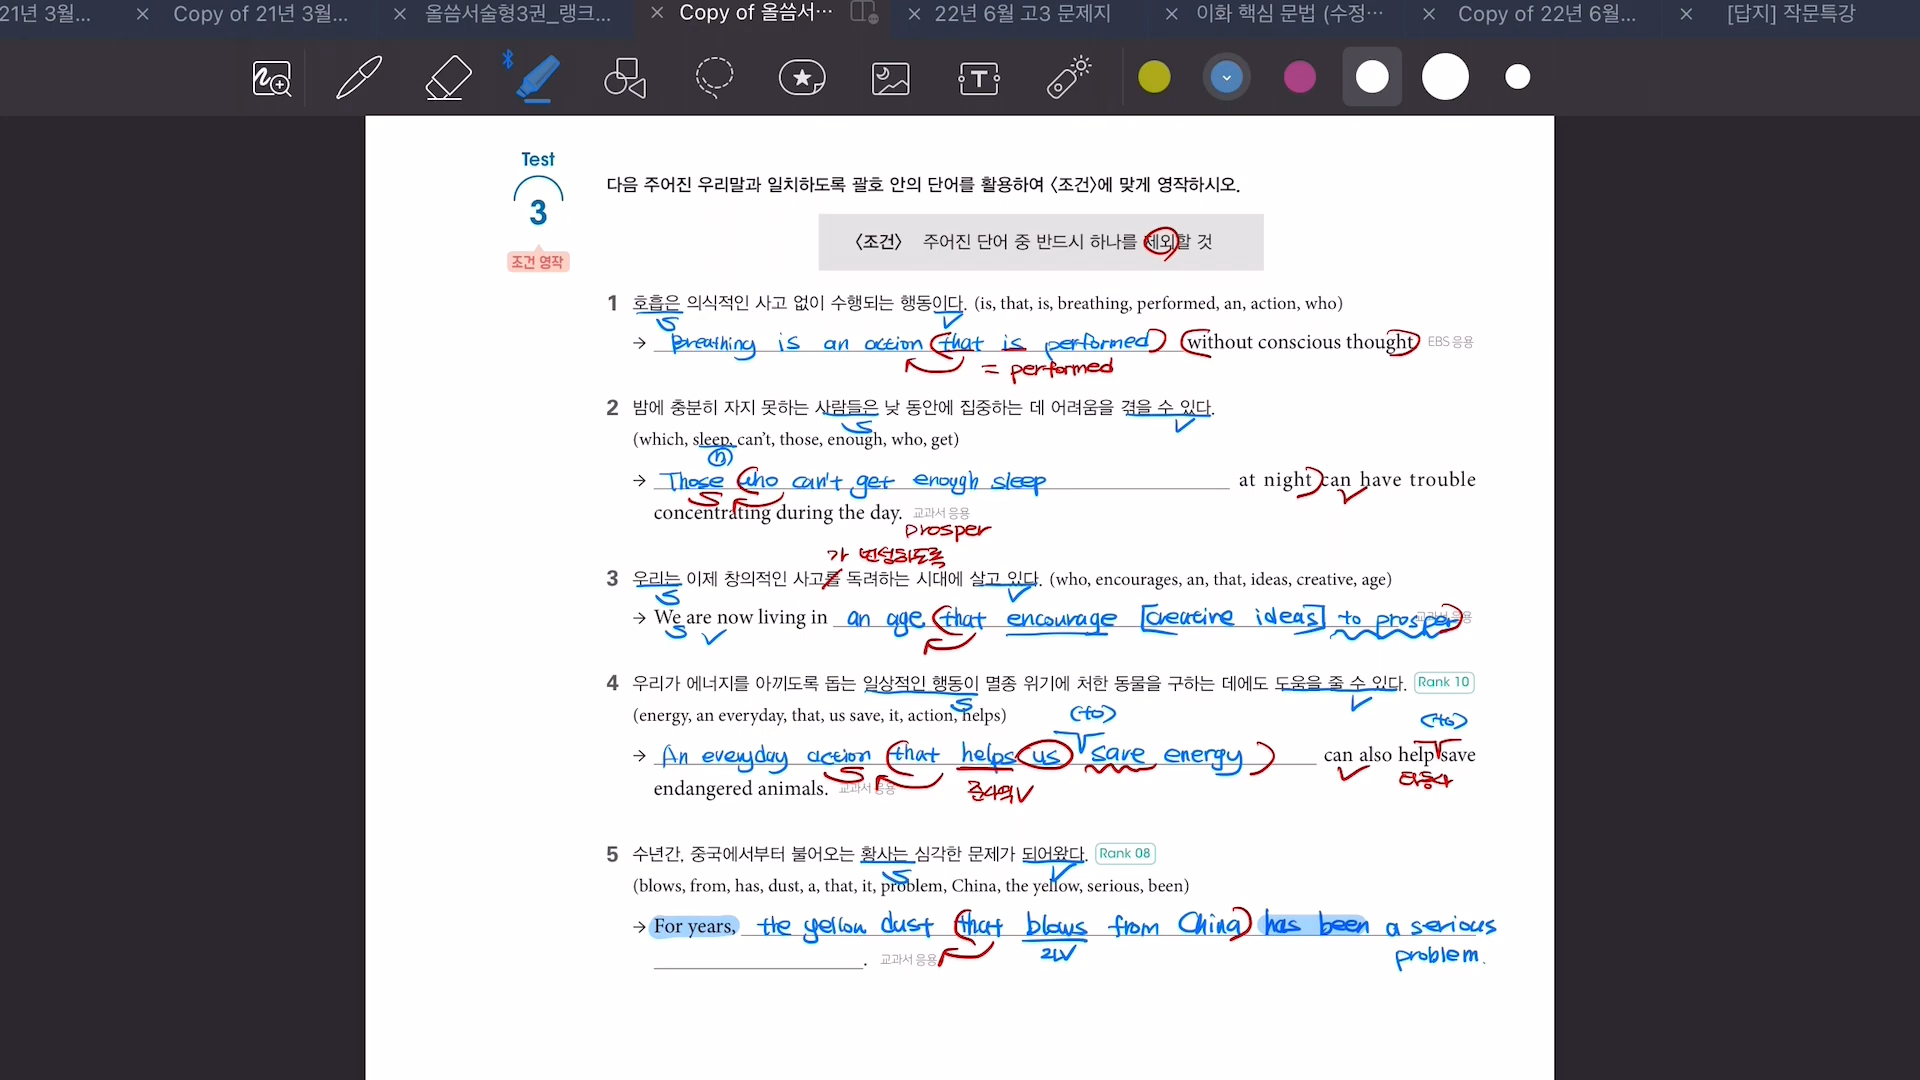 21년 3월...
Copy of 21년 3월...
올씀서술형3권_랭크...
Copy of 올씀서...
22년 6월 고3 문제지
이화 핵심 문법 (수정...
Copy of 22년 6월...
[답지] 작문특강
Test
3
조건 영작
다음 주어진 우리말과 일치하도록 괄호 안의 단어를 활용하여 〈조건〉에 맞게 영작하시오.
〈조건〉 주어진 단어 중 반드시 하나를 제외할 것
1 호흡은 의식적인 사고 없이 수행되는 행동이다. (is, that, is, breathing, performed, an, action, who)
S V
→ Breathing is an action (that is performed) (without conscious thought) EBS 응용
= performed
2 밤에 충분히 자지 못하는 사람들은 낮 동안에 집중하는 데 어려움을 겪을 수 있다.
S V
(which, sleep, can't, those, enough, who, get)
n
→ Those (who can't get enough sleep at night) can have trouble
S V
concentrating during the day. 교과서 응용
prosper
가 번성하도록
3 우리는 이제 창의적인 사고를 독려하는 시대에 살고 있다. (who, encourages, an, that, ideas, creative, age)
S V
→ We are now living in an age (that encourage [creative ideas] to prosper) 교과서 응용
S V
4 우리가 에너지를 아끼도록 돕는 일상적인 행동이 멸종 위기에 처한 동물을 구하는 데에도 도움을 줄 수 있다. Rank 10
S V
(energy, an everyday, that, us save, it, action, helps)
(to) (to)
→ An everyday action (that helps us save energy) can also help save
S 준사역V V 타동사
endangered animals. 교과서 응용
5 수년간, 중국에서부터 불어오는 황사는 심각한 문제가 되어왔다. Rank 08
S V
(blows, from, has, dust, a, that, it, problem, China, the yellow, serious, been)
→ For years, the yellow dust (that blows from China) has been a serious
problem.
. 교과서 응용